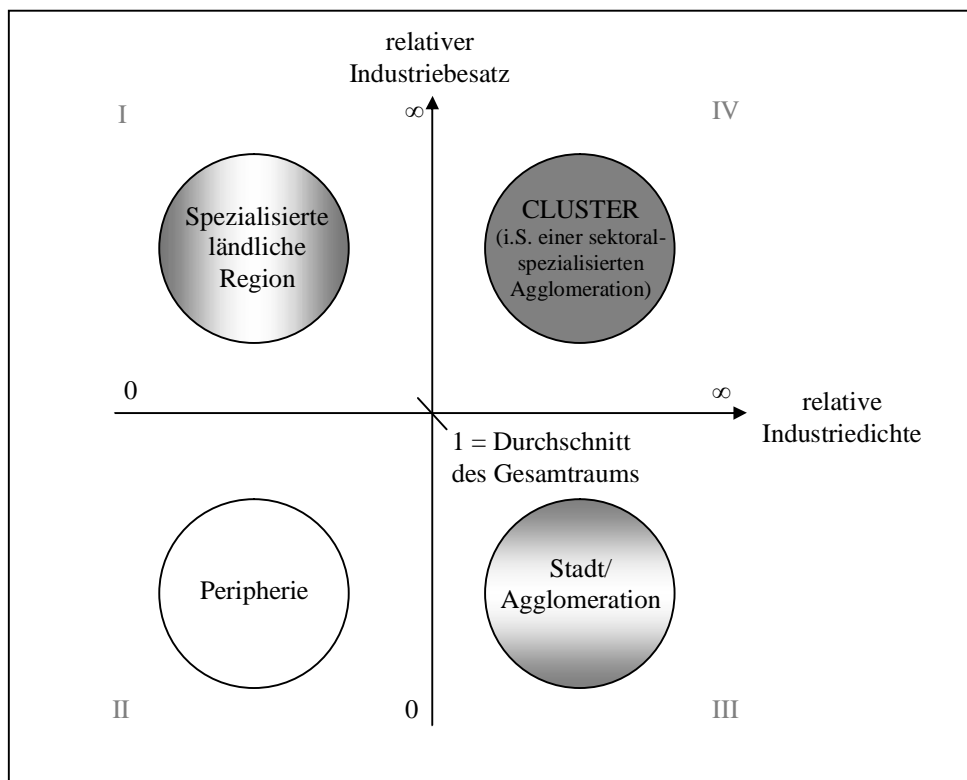 relativer
Industriebesatz
I
∞
IV
Spezialisierte
ländliche
Region
CLUSTER
(i.S. einer sektoral-
spezialisierten
Agglomeration)
0
∞
relative
Industriedichte
1 = Durchschnitt
des Gesamtraums
Peripherie
Stadt/
Agglomeration
II
0
III